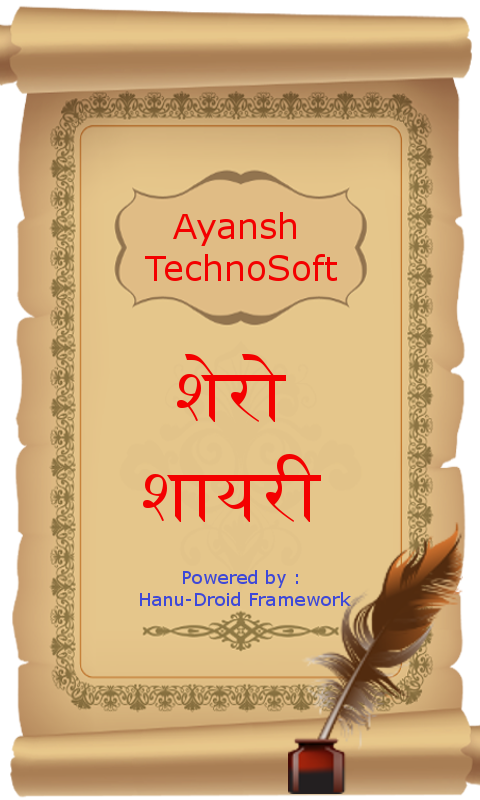 Ayansh
TechnoSoft
शेरो
शायरी
Powered by :
Hanu-Droid Framework